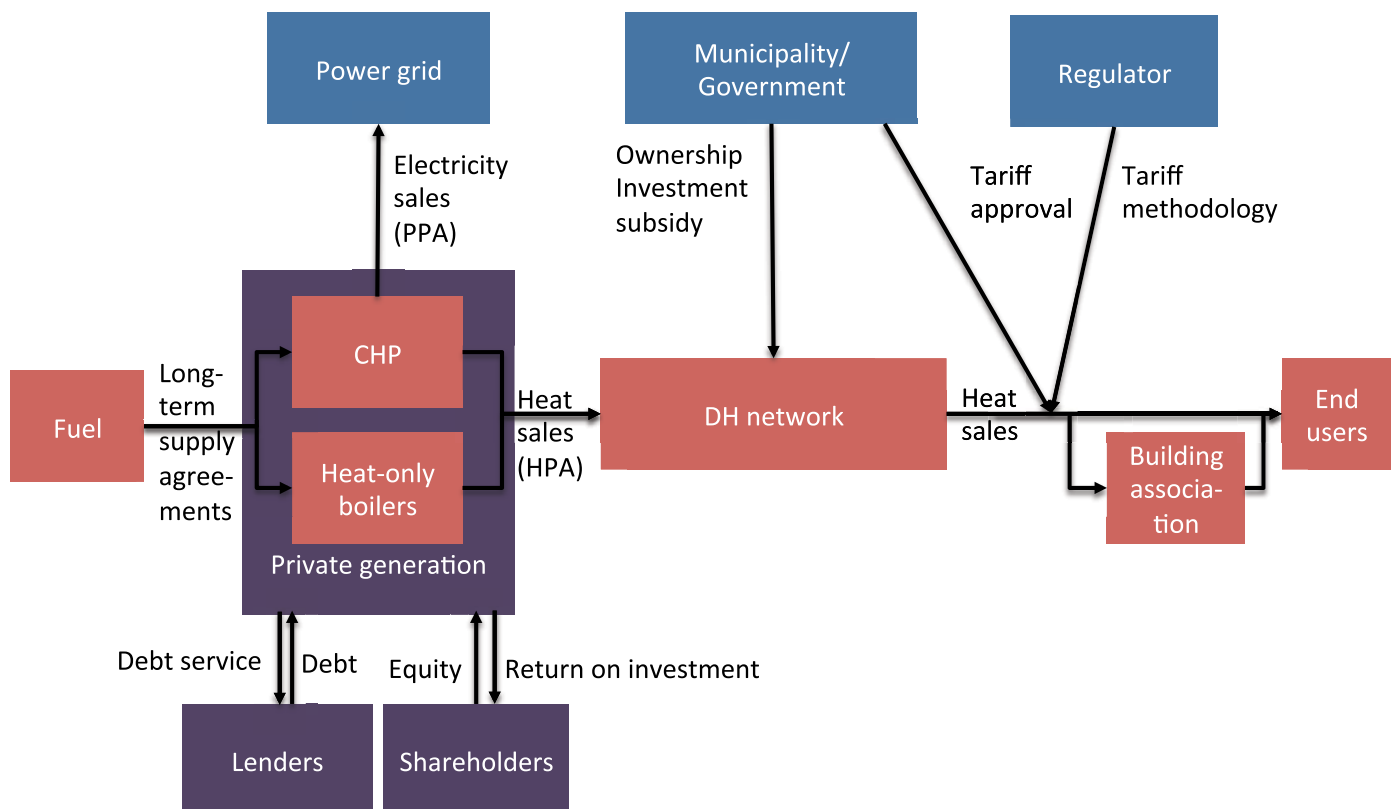 Power grid
Municipality/
Government
Regulator
Electricity
sales
(PPA)
Ownership
Investment
subsidy
Tariff
approval
Tariff
methodology
Fuel
Long-
term
supply
agree-
ments
CHP
Heat-only
boilers
Private generation
Heat
sales
(HPA)
DH network
Heat
sales
Building
associa-
tion
End
users
Debt service
Debt
Equity
Return on investment
Lenders
Shareholders